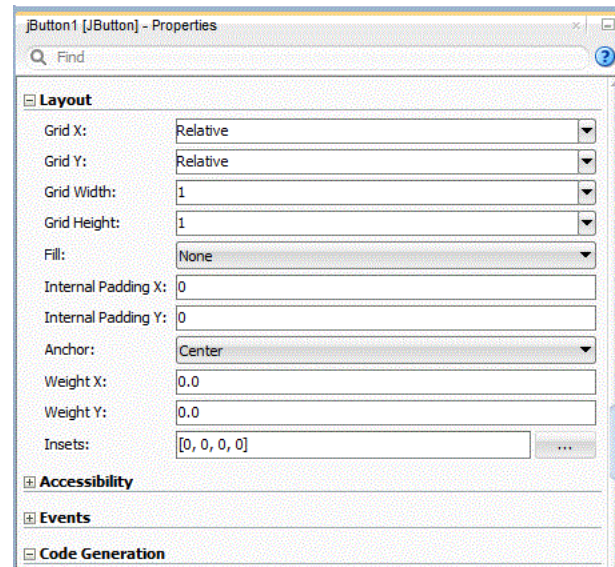 jButton1 [JButton] - Properties
Find
Layout
Grid X: Relative
Grid Y: Relative
Grid Width: 1
Grid Height: 1
Fill: None
Internal Padding X: 0
Internal Padding Y: 0
Anchor: Center
Weight X: 0.0
Weight Y: 0.0
Insets: [0, 0, 0, 0] ...
Accessibility
Events
Code Generation